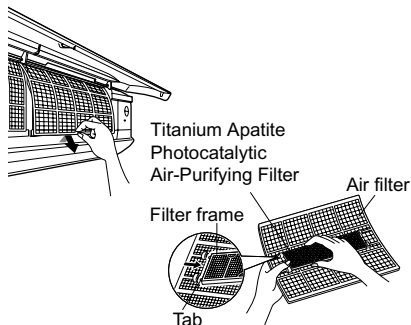 Titanium Apatite
Photocatalytic
Air-Purifying Filter
Air filter
Filter frame
Tab